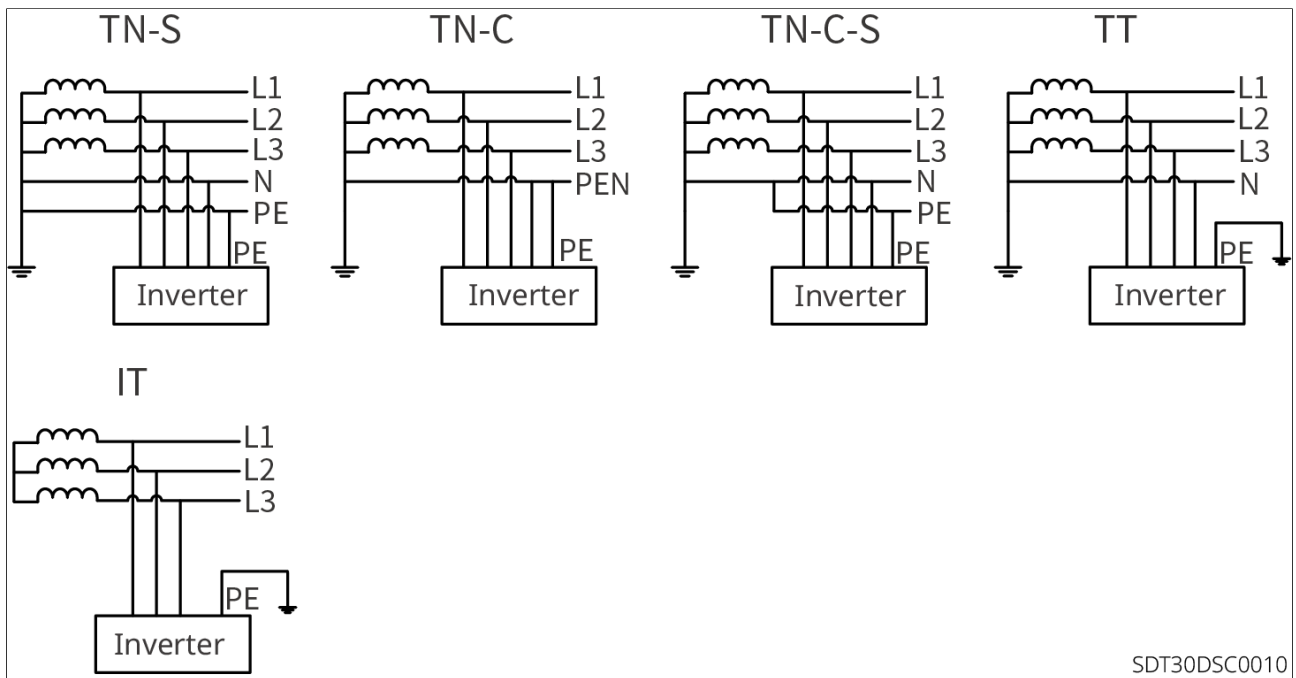 TN-S
L1
L2
L3
N
PE
PE
Inverter
TN-C
L1
L2
L3
PEN
PE
Inverter
TN-C-S
L1
L2
L3
N
PE
PE
Inverter
TT
L1
L2
L3
N
PE
Inverter
IT
L1
L2
L3
PE
Inverter
SDT30DSC0010